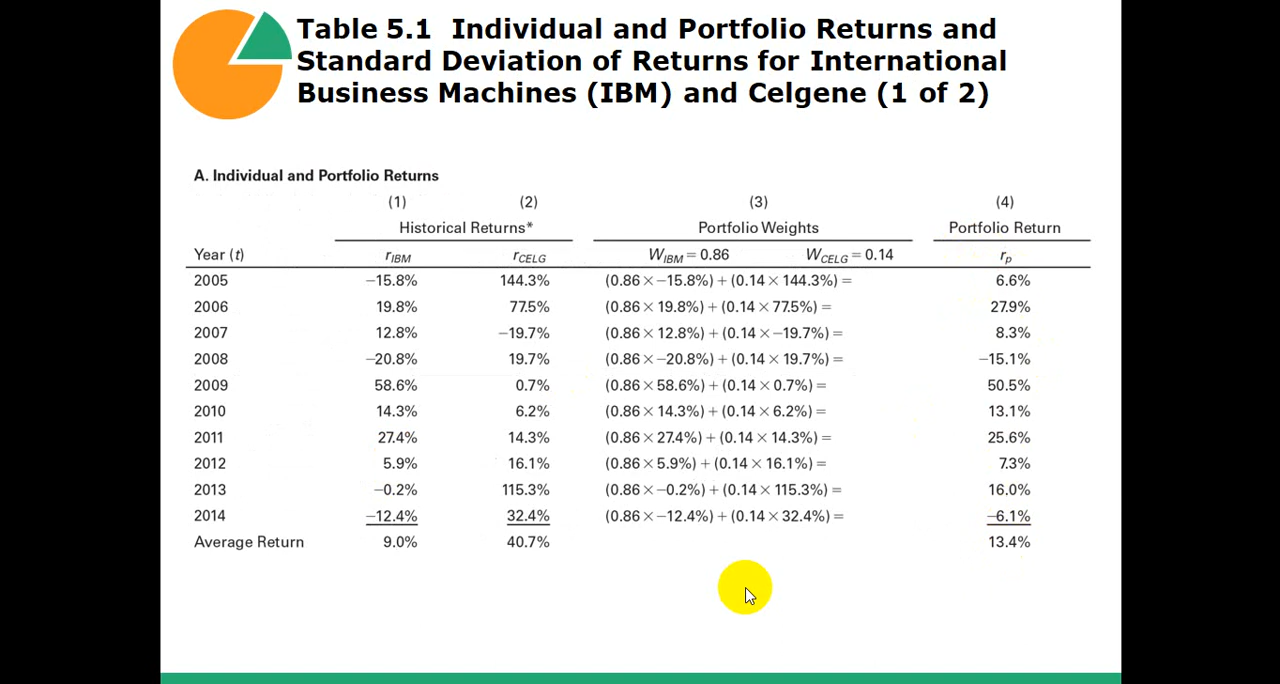 Table 5.1 Individual and Portfolio Returns and
Standard Deviation of Returns for International
Business Machines (IBM) and Celgene (1 of 2)
A. Individual and Portfolio Returns
(1) (2) (3) (4)
Historical Returns* Portfolio Weights Portfolio Return
Year (t) rIBM rCELG WIBM = 0.86 WCELG = 0.14 rp
2005 −15.8% 144.3% (0.86 × −15.8%) + (0.14 × 144.3%) = 6.6%
2006 19.8% 77.5% (0.86 × 19.8%) + (0.14 × 77.5%) = 27.9%
2007 12.8% −19.7% (0.86 × 12.8%) + (0.14 × −19.7%) = 8.3%
2008 −20.8% 19.7% (0.86 × −20.8%) + (0.14 × 19.7%) = −15.1%
2009 58.6% 0.7% (0.86 × 58.6%) + (0.14 × 0.7%) = 50.5%
2010 14.3% 6.2% (0.86 × 14.3%) + (0.14 × 6.2%) = 13.1%
2011 27.4% 14.3% (0.86 × 27.4%) + (0.14 × 14.3%) = 25.6%
2012 5.9% 16.1% (0.86 × 5.9%) + (0.14 × 16.1%) = 7.3%
2013 −0.2% 115.3% (0.86 × −0.2%) + (0.14 × 115.3%) = 16.0%
2014 −12.4% 32.4% (0.86 × −12.4%) + (0.14 × 32.4%) = −6.1%
Average Return 9.0% 40.7% 13.4%